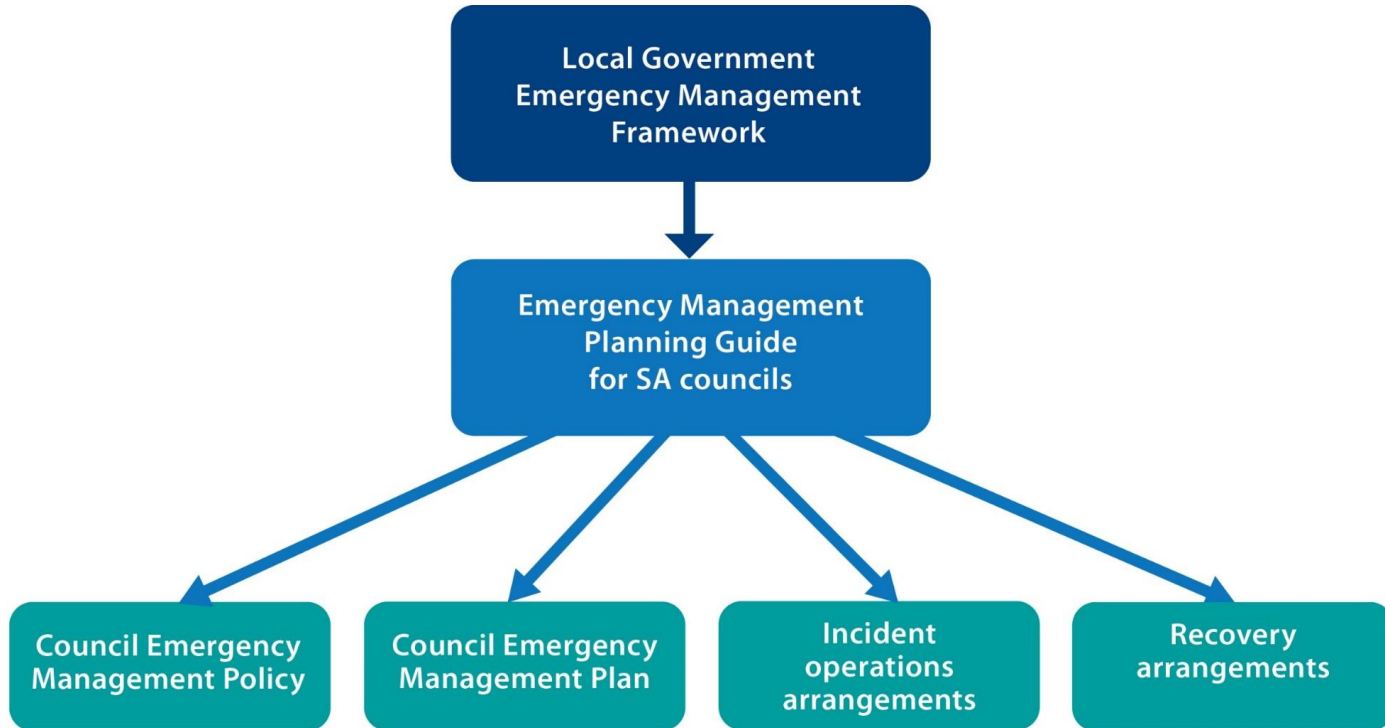 Local Government
Emergency Management
Framework
Emergency Management
Planning Guide
for SA councils
Council Emergency
Management Policy
Council Emergency
Management Plan
Incident
operations
arrangements
Recovery
arrangements